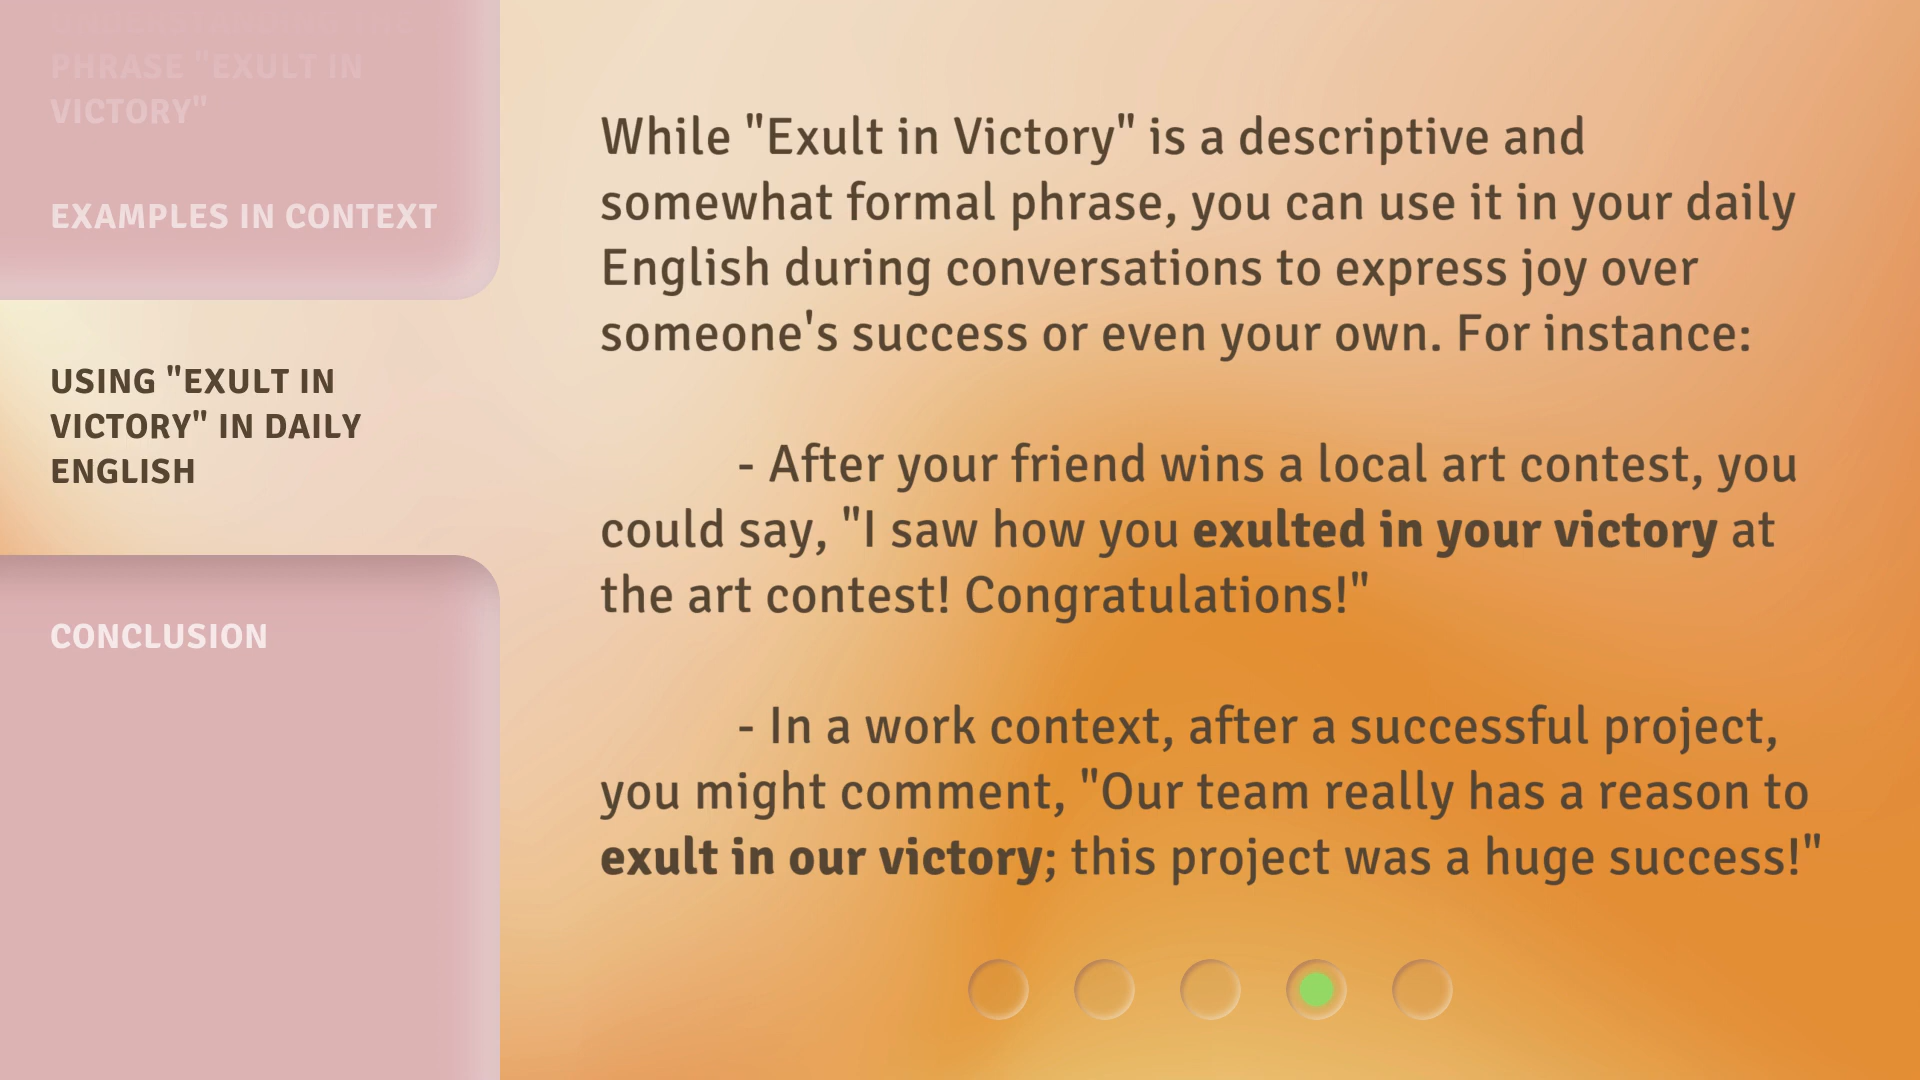 UNDERSTANDING THE
PHRASE "EXULT IN
VICTORY"
EXAMPLES IN CONTEXT
USING "EXULT IN
VICTORY" IN DAILY
ENGLISH
CONCLUSION
While "Exult in Victory" is a descriptive and
somewhat formal phrase, you can use it in your daily
English during conversations to express joy over
someone's success or even your own. For instance:
- After your friend wins a local art contest, you
could say, "I saw how you exulted in your victory at
the art contest! Congratulations!"
- In a work context, after a successful project,
you might comment, "Our team really has a reason to
exult in our victory; this project was a huge success!"